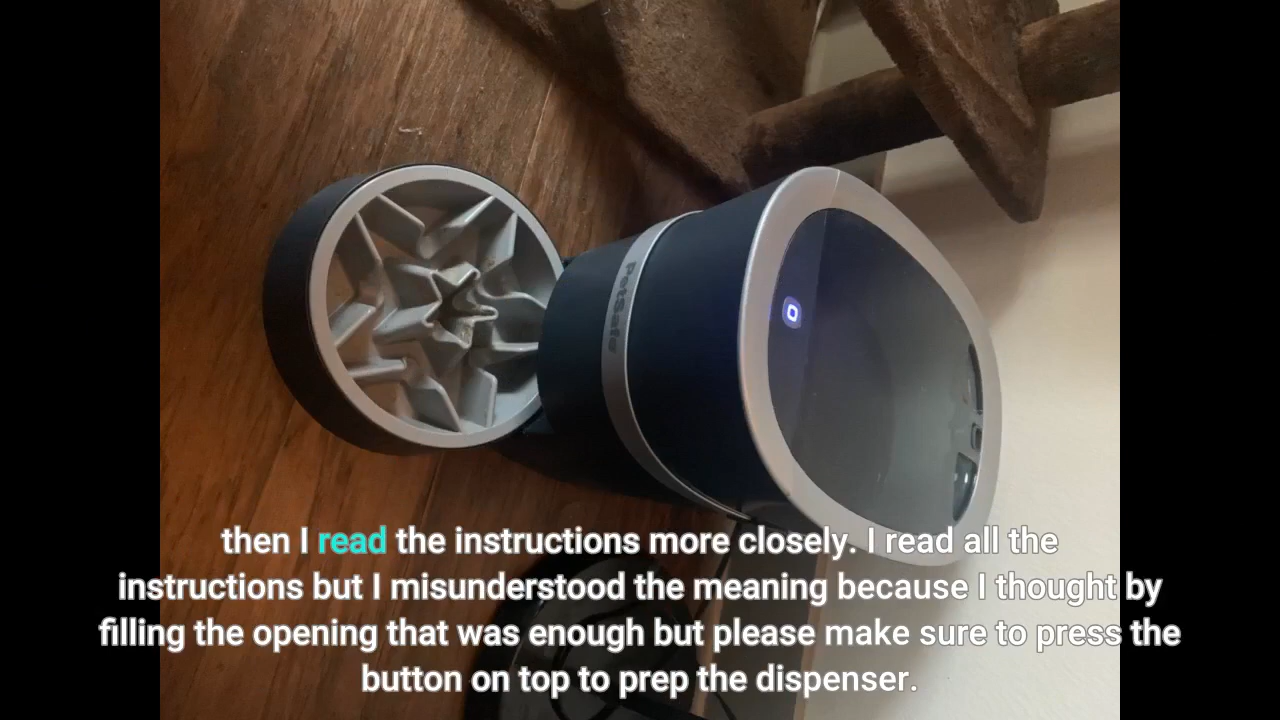 PetSafe
then I read the instructions more closely. I read all the
instructions but I misunderstood the meaning because I thought by
filling the opening that was enough but please make sure to press the
button on top to prep the dispenser.